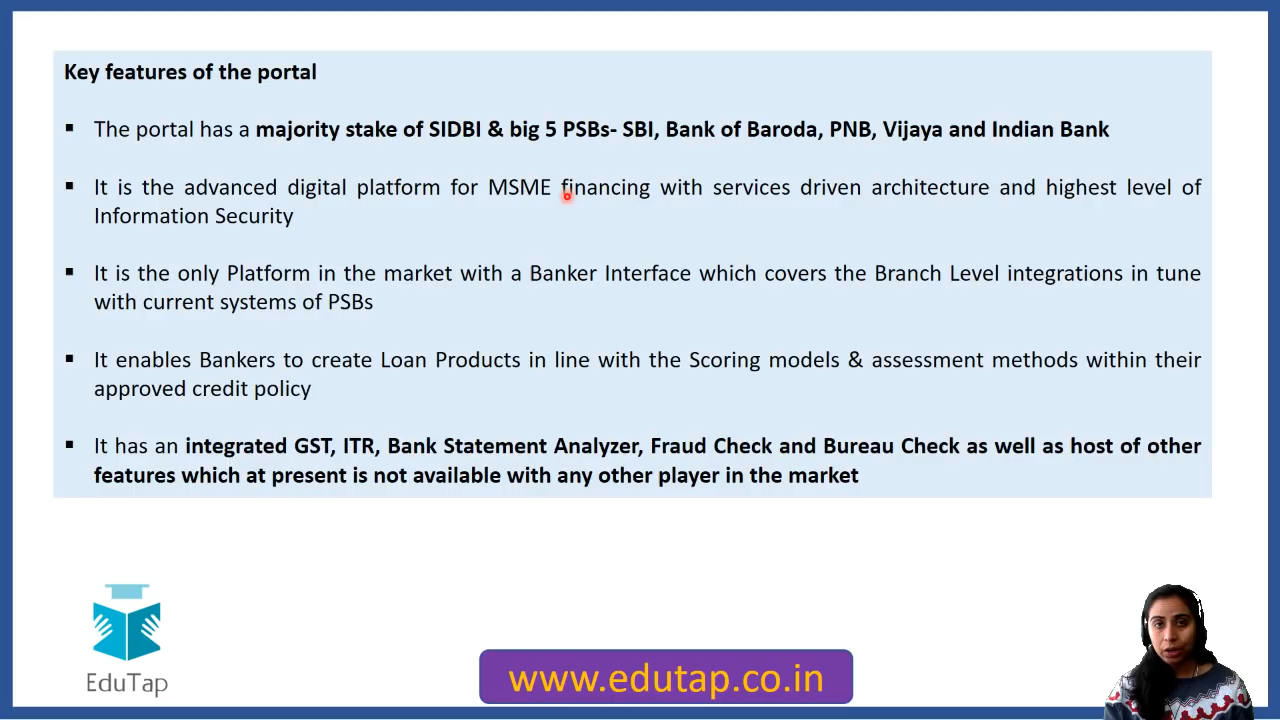 Key features of the portal
▪ The portal has a majority stake of SIDBI & big 5 PSBs- SBI, Bank of Baroda, PNB, Vijaya and Indian Bank
▪ It is the advanced digital platform for MSME financing with services driven architecture and highest level of
Information Security
▪ It is the only Platform in the market with a Banker Interface which covers the Branch Level integrations in tune
with current systems of PSBs
▪ It enables Bankers to create Loan Products in line with the Scoring models & assessment methods within their
approved credit policy
▪ It has an integrated GST, ITR, Bank Statement Analyzer, Fraud Check and Bureau Check as well as host of other
features which at present is not available with any other player in the market
EduTap
www.edutap.co.in